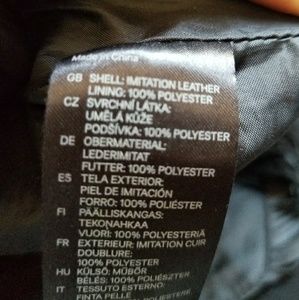 Made in China
GB SHELL: IMITATION LEATHER
LINING: 100% POLYESTER
CZ SVRCHNÍ LÁTKA:
UMĚLÁ KŮŽE
PODŠÍVKA: 100% POLYESTER
DE OBERMATERIAL:
LEDERIMITAT
FUTTER: 100% POLYESTER
ES TELA EXTERIOR:
PIEL DE IMITACIÓN
FORRO: 100% POLIÉSTER
FI PÄÄLLISKANGAS:
TEKONAHKAA
VUORI: 100% POLYESTERIA
FR EXTERIEUR: IMITATION CUIR
DOUBLURE:
100% POLYESTER
HU KÜLSŐ: MŰBŐR
BÉLÉS: 100% POLIÉSZTER
IT TESSUTO ESTERNO:
FINTA PELLE